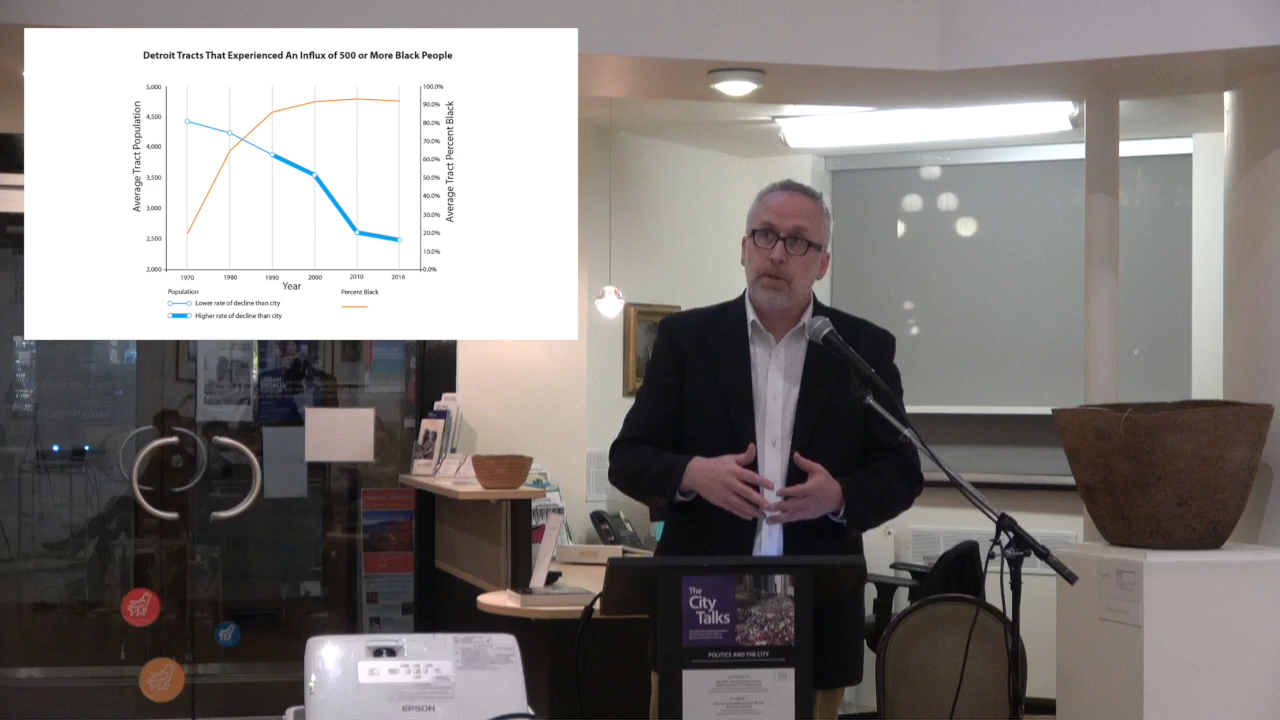 Detroit Tracts That Experienced An Influx of 500 or More Black People
Average Tract Population
5,000
4,500
4,000
3,500
3,000
2,500
2,000
100.0%
90.0%
80.0%
70.0%
60.0%
50.0%
40.0%
30.0%
20.0%
10.0%
0.0%
Average Tract Percent Black
1970 1980 1990 2000 2010 2016
Year
Population
Lower rate of decline than city
Higher rate of decline than city
Percent Black
The
City
Talks
POLITICS AND THE CITY
EPSON